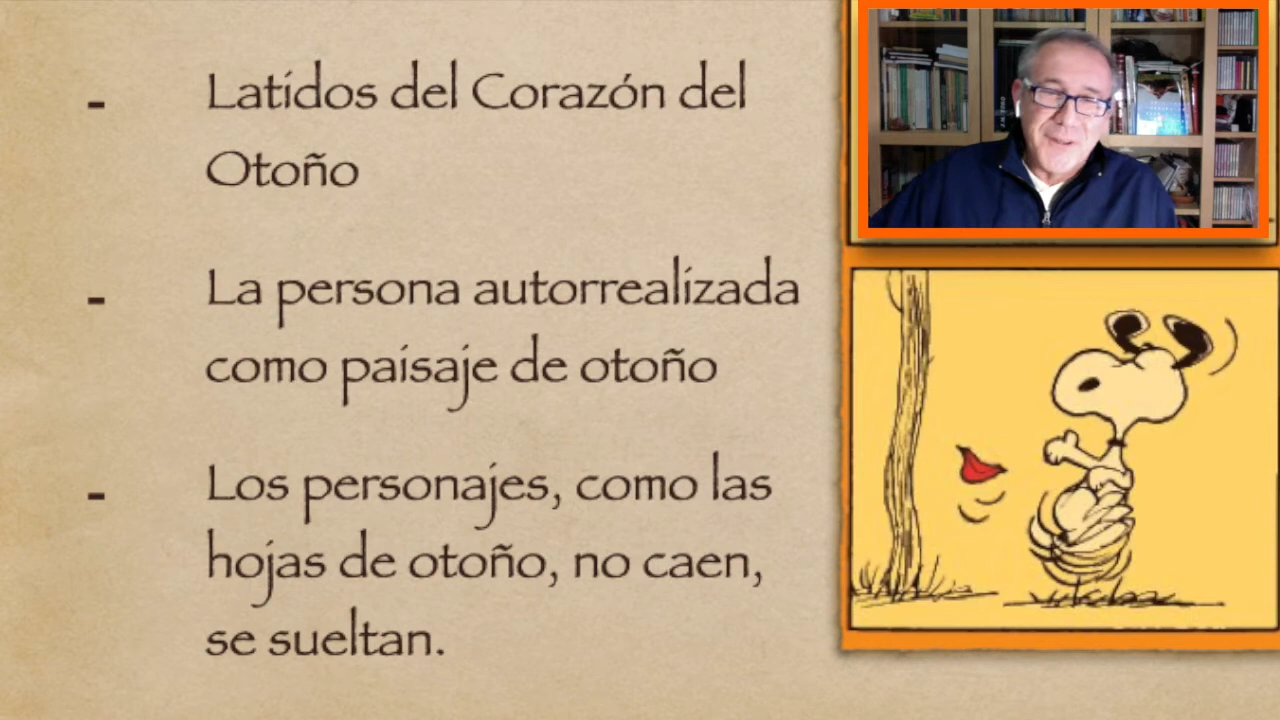 - Latidos del Corazón del
Otoño
- La persona autorrealizada
como paisaje de otoño
- Los personajes, como las
hojas de otoño, no caen,
se sueltan.